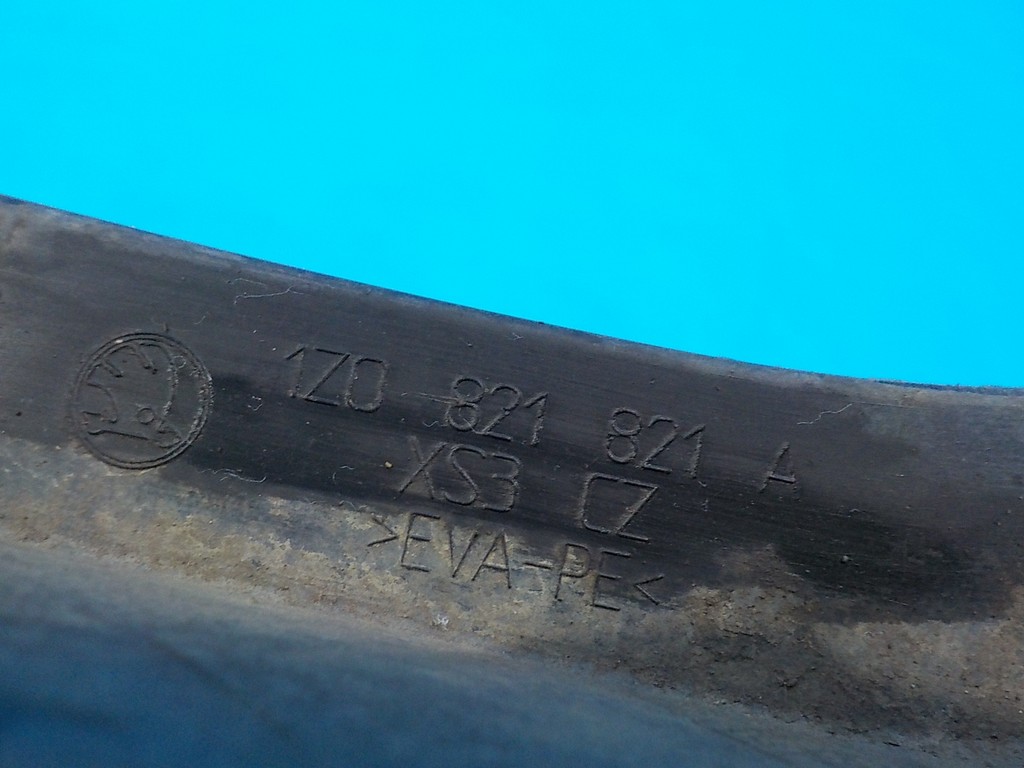 1Z0 821 821 A
XS3 CZ
>EVA-PE<